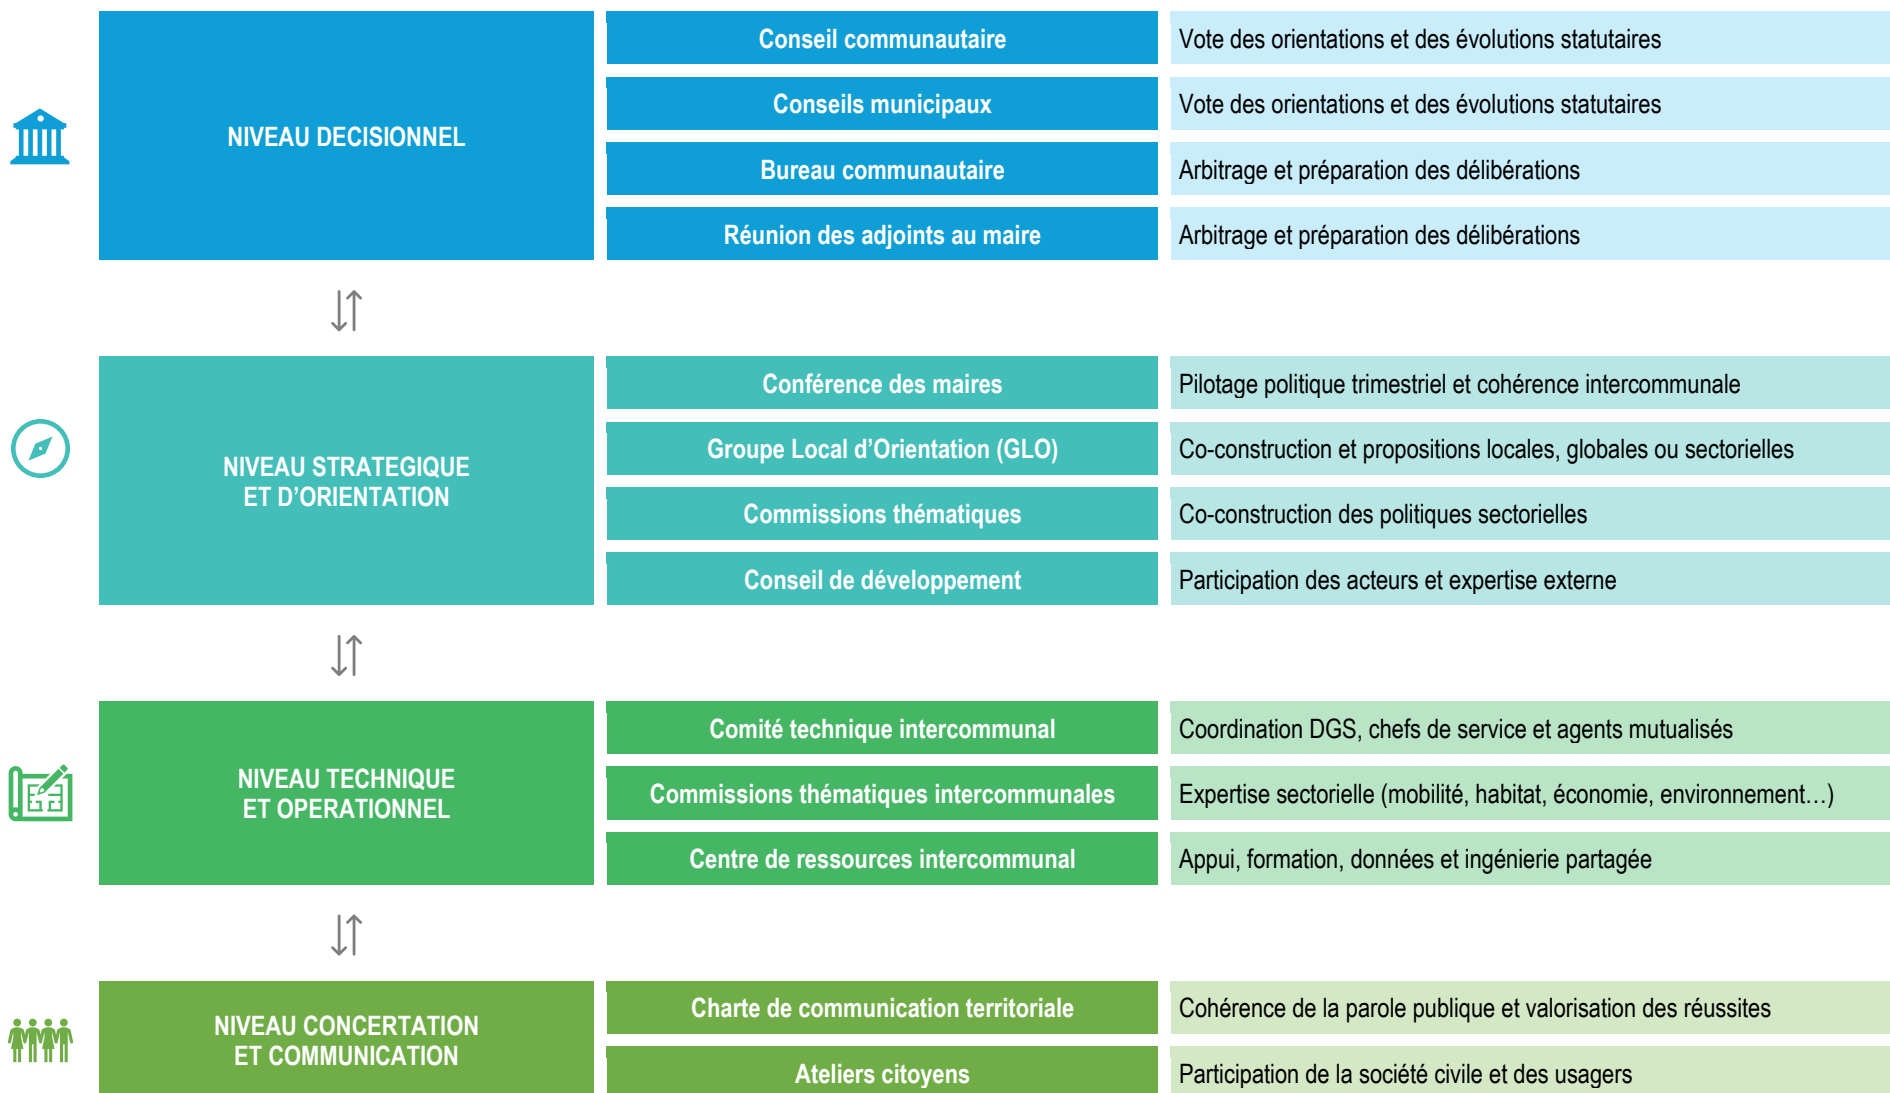 NIVEAU DECISIONNEL
Conseil communautaire
Vote des orientations et des évolutions statutaires
Conseils municipaux
Vote des orientations et des évolutions statutaires
Bureau communautaire
Arbitrage et préparation des délibérations
Réunion des adjoints au maire
Arbitrage et préparation des délibérations
NIVEAU STRATEGIQUE
ET D’ORIENTATION
Conférence des maires
Pilotage politique trimestriel et cohérence intercommunale
Groupe Local d’Orientation (GLO)
Co-construction et propositions locales, globales ou sectorielles
Commissions thématiques
Co-construction des politiques sectorielles
Conseil de développement
Participation des acteurs et expertise externe
NIVEAU TECHNIQUE
ET OPERATIONNEL
Comité technique intercommunal
Coordination DGS, chefs de service et agents mutualisés
Commissions thématiques intercommunales
Expertise sectorielle (mobilité, habitat, économie, environnement…)
Centre de ressources intercommunal
Appui, formation, données et ingénierie partagée
NIVEAU CONCERTATION
ET COMMUNICATION
Charte de communication territoriale
Cohérence de la parole publique et valorisation des réussites
Ateliers citoyens
Participation de la société civile et des usagers